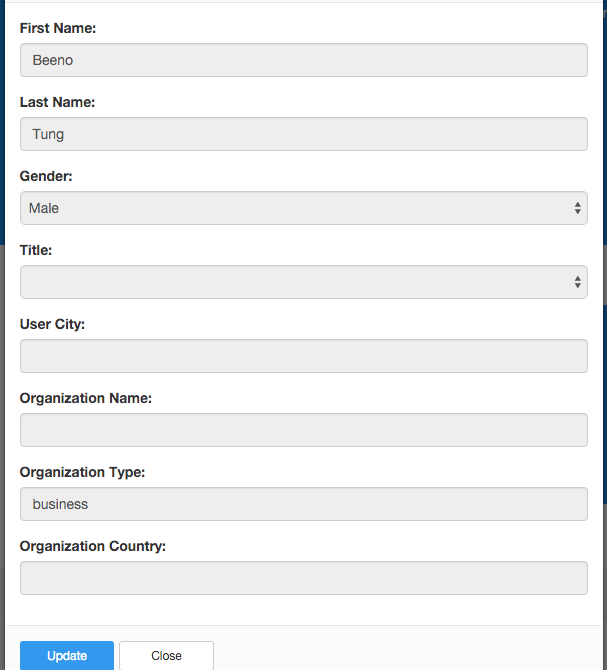 First Name:
Beeno
Last Name:
Tung
Gender:
Male
Title:
User City:
Organization Name:
Organization Type:
business
Organization Country:
Update Close